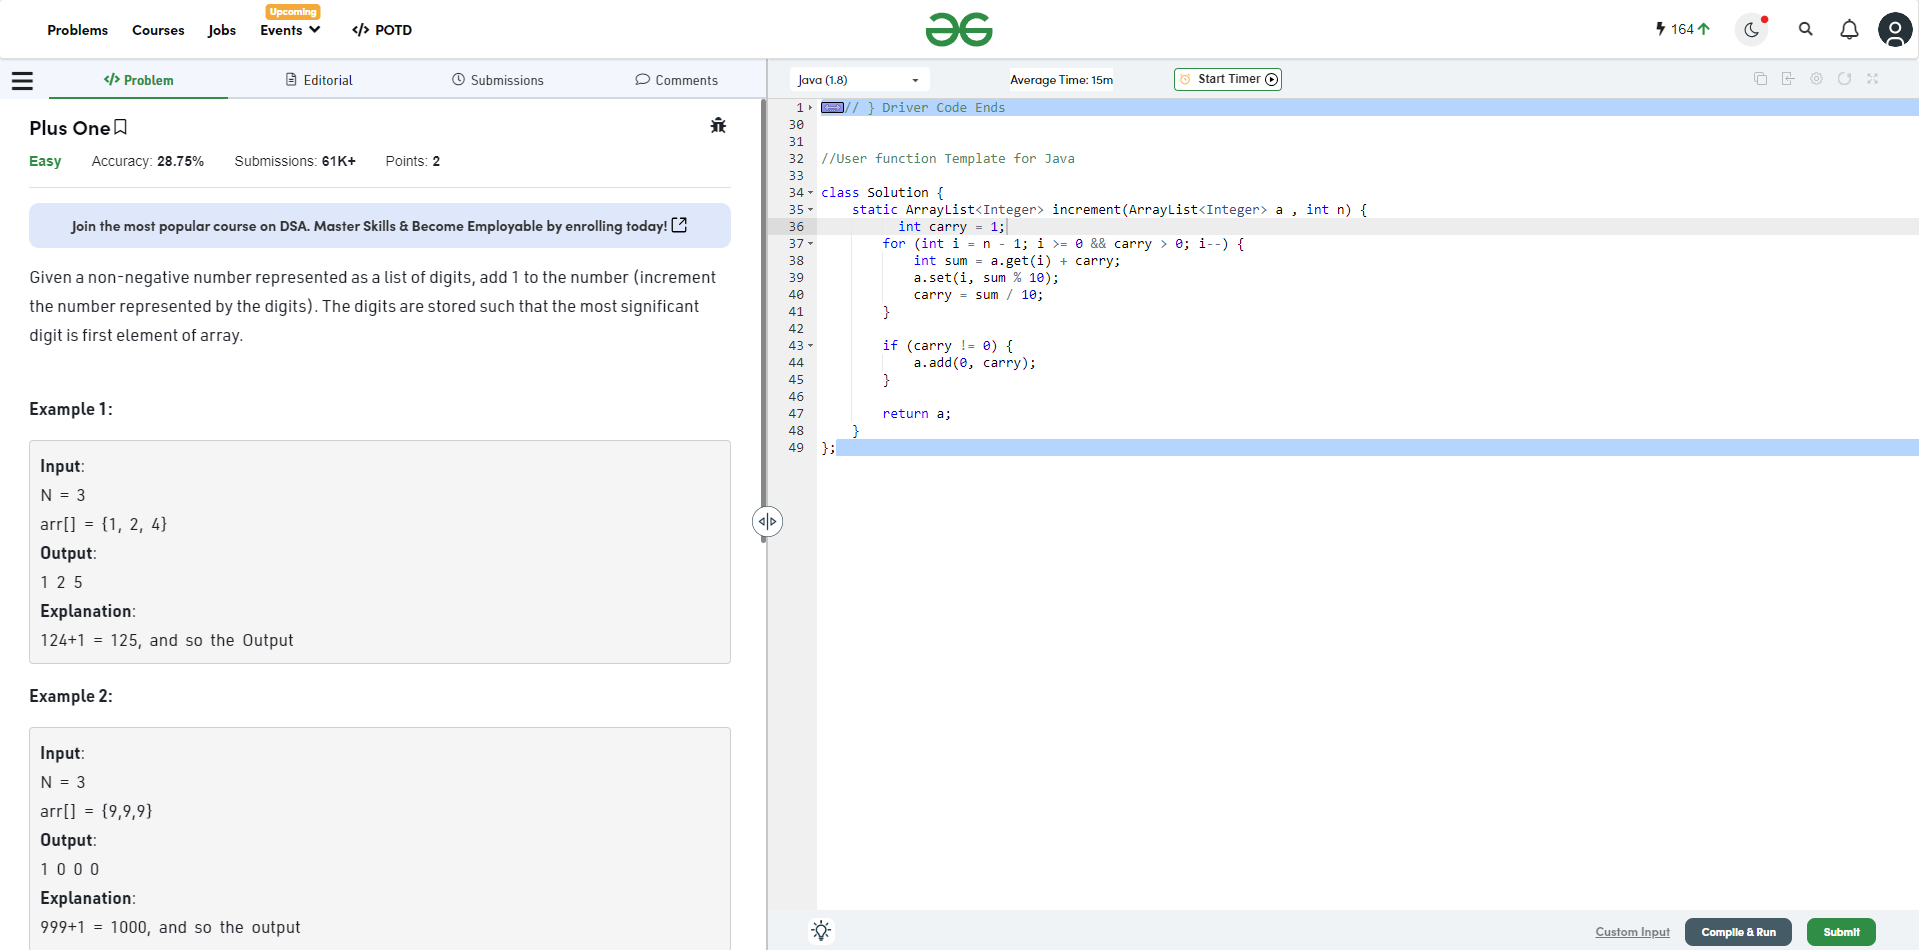 Problems Courses Jobs Upcoming Events </> POTD
164
</> Problem Editorial Submissions Comments
Java (1.8) Average Time: 15m Start Timer
Plus One
Easy Accuracy: 28.75% Submissions: 61K+ Points: 2
Join the most popular course on DSA. Master Skills & Become Employable by enrolling today!
Given a non-negative number represented as a list of digits, add 1 to the number (increment
the number represented by the digits). The digits are stored such that the most significant
digit is first element of array.
Example 1:
Input:
N = 3
arr[] = {1, 2, 4}
Output:
1 2 5
Explanation:
124+1 = 125, and so the Output
Example 2:
Input:
N = 3
arr[] = {9,9,9}
Output:
1 0 0 0
Explanation:
999+1 = 1000, and so the output
1 // } Driver Code Ends
30
31
32 //User function Template for Java
33
34 class Solution {
35 static ArrayList<Integer> increment(ArrayList<Integer> a , int n) {
36 int carry = 1;
37 for (int i = n - 1; i >= 0 && carry > 0; i--) {
38 int sum = a.get(i) + carry;
39 a.set(i, sum % 10);
40 carry = sum / 10;
41 }
42
43 if (carry != 0) {
44 a.add(0, carry);
45 }
46
47 return a;
48 }
49 };
Custom Input Compile & Run Submit